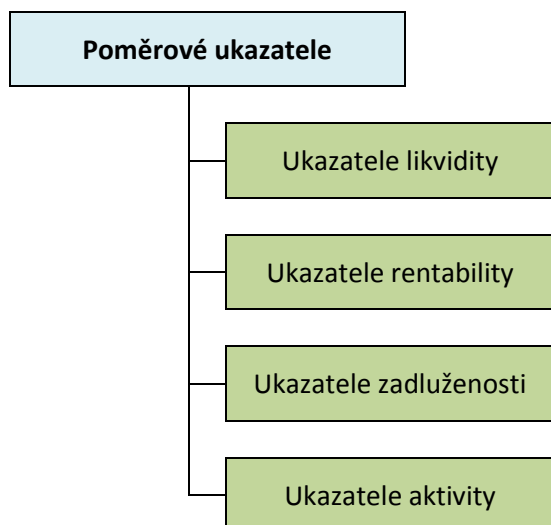 Poměrové ukazatele
Ukazatele likvidity
Ukazatele rentability
Ukazatele zadluženosti
Ukazatele aktivity